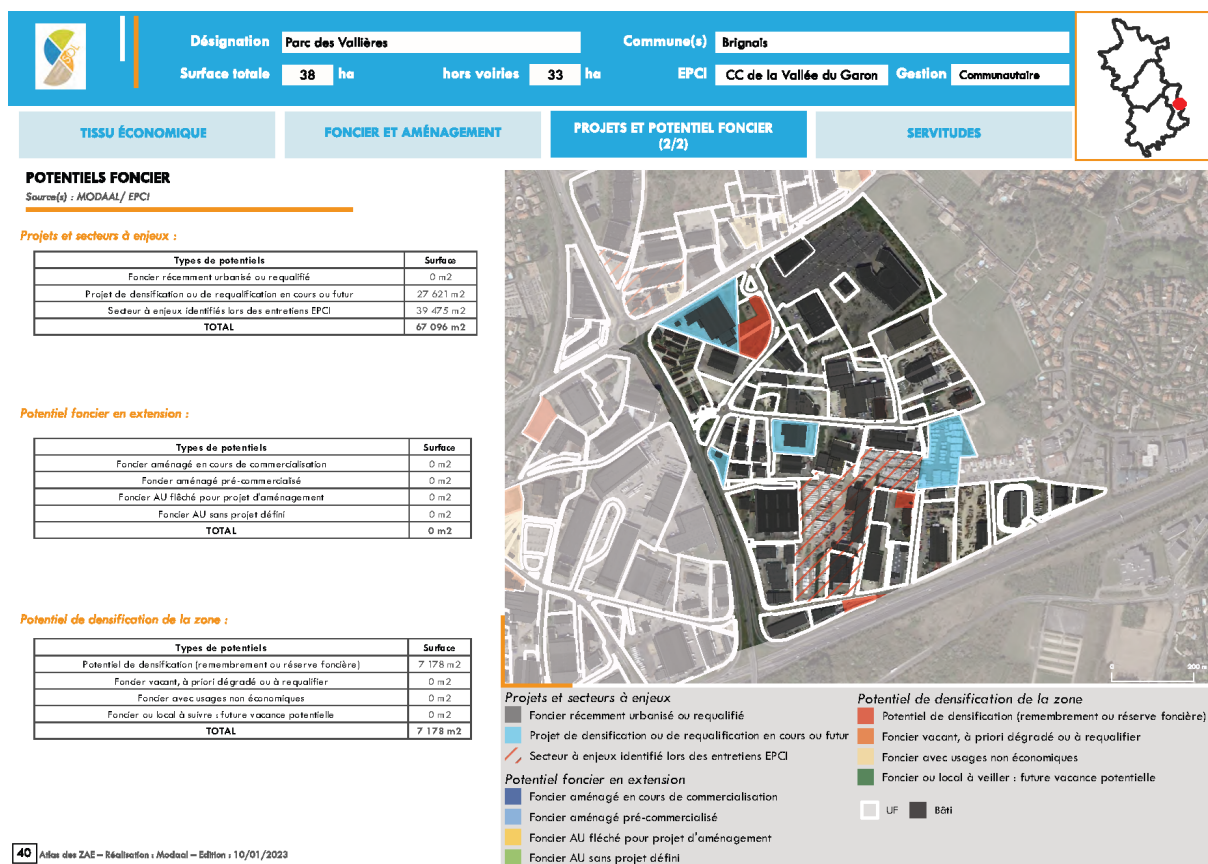 Désignation Parc des Vallières Commune(s) Brignais
Surface totale 38 ha hors voiries 33 ha EPCI CC de la Vallée du Garon Gestion Communautaire
TISSU ÉCONOMIQUE
FONCIER ET AMÉNAGEMENT
PROJETS ET POTENTIEL FONCIER
(2/2)
SERVITUDES
POTENTIELS FONCIER
Source(s) : MODAAL/ EPCI
Projets et secteurs à enjeux :
Types de potentiels Surface
Foncier récemment urbanisé ou requalifié 0 m2
Projet de densification ou de requalification en cours ou futur 27 621 m2
Secteur à enjeux identifiés lors des entretiens EPCI 39 475 m2
TOTAL 67 096 m2
Potentiel foncier en extension :
Types de potentiels Surface
Foncier aménagé en cours de commercialisation 0 m2
Foncier aménagé pré-commercialisé 0 m2
Foncier AU flêché pour projet d'aménagement 0 m2
Foncier AU sans projet défini 0 m2
TOTAL 0 m2
Potentiel de densification de la zone :
Types de potentiels Surface
Potentiel de densification (remembrement ou réserve foncière) 7 178 m2
Foncier vacant, à priori dégradé ou à requalifier 0 m2
Foncier avec usages non économiques 0 m2
Foncier ou local à suivre : future vacance potentielle 0 m2
TOTAL 7 178 m2
0 200 m
Projets et secteurs à enjeux
Foncier récemment urbanisé ou requalifié
Projet de densification ou de requalification en cours ou futur
Secteur à enjeux identifié lors des entretiens EPCI
Potentiel foncier en extension
Foncier aménagé en cours de commercialisation
Foncier aménagé pré-commercialisé
Foncier AU fléché pour projet d'aménagement
Foncier AU sans projet défini
Potentiel de densification de la zone
Potentiel de densification (remembrement ou réserve foncière)
Foncier vacant, à priori dégradé ou à requalifier
Foncier avec usages non économiques
Foncier ou local à veiller : future vacance potentielle
UF Bâti
40 Atlas des ZAE – Réalisation : Modaal – Edition : 10/01/2023